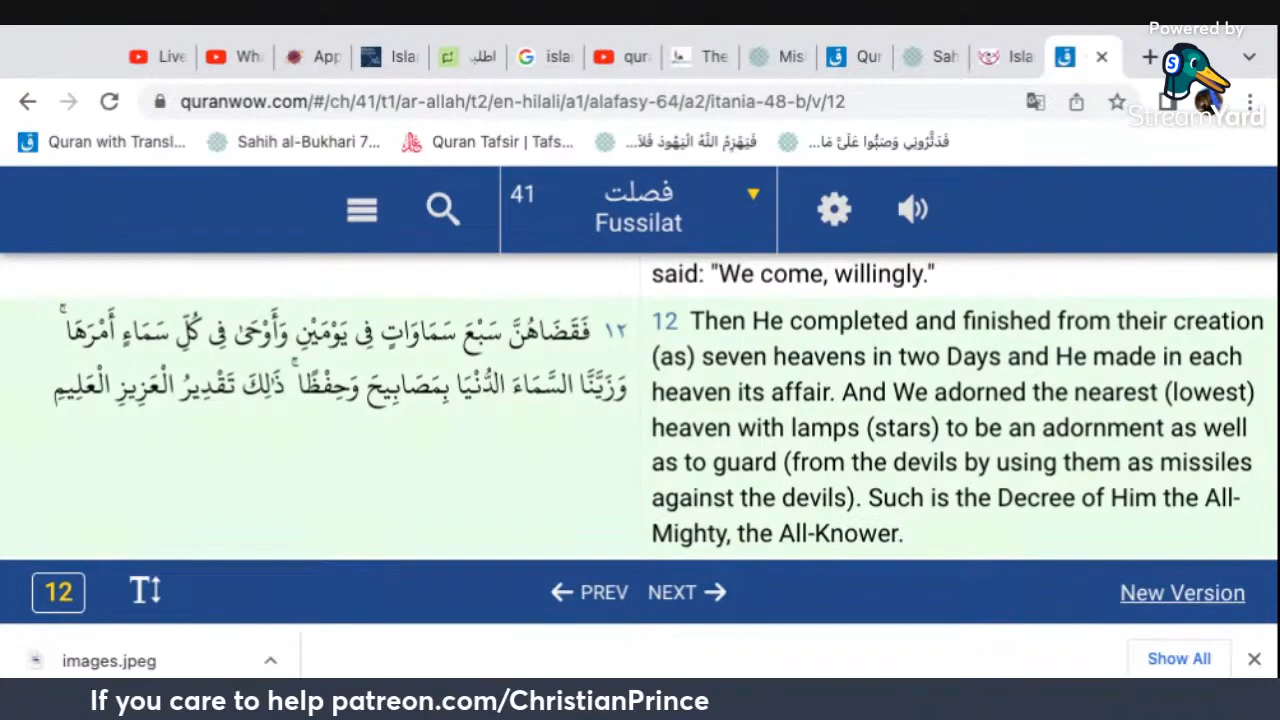 Powered by
StreamYard
Live
Wh
App
Isla
اطلـ
isla
qur
The
Mis
Qur
Sah
Isla
quranwow.com/#/ch/41/t1/ar-allah/t2/en-hilali/a1/alafasy-64/a2/itania-48-b/v/12
Quran with Transl...
Sahih al-Bukhari 7...
Quran Tafsir | Tafs...
...فَيَهْزِمُ اللَّهُ الْيَهُودَ فَلاَ
...فَدَثَّرُونِي وَصَبُّوا عَلَىَّ مَا
41
فصلت
Fussilat
said: "We come, willingly."
١٢ فَقَضَاهُنَّ سَبْعَ سَمَاوَاتٍ فِى يَوْمَيْنِ وَأَوْحَىٰ فِى كُلِّ سَمَاءٍ أَمْرَهَا ۚ
وَزَيَّنَّا السَّمَاءَ الدُّنْيَا بِمَصَابِيحَ وَحِفْظًا ۚ ذَٰلِكَ تَقْدِيرُ الْعَزِيزِ الْعَلِيمِ
12 Then He completed and finished from their creation
(as) seven heavens in two Days and He made in each
heaven its affair. And We adorned the nearest (lowest)
heaven with lamps (stars) to be an adornment as well
as to guard (from the devils by using them as missiles
against the devils). Such is the Decree of Him the All-
Mighty, the All-Knower.
12
PREV
NEXT
New Version
images.jpeg
Show All
If you care to help patreon.com/ChristianPrince